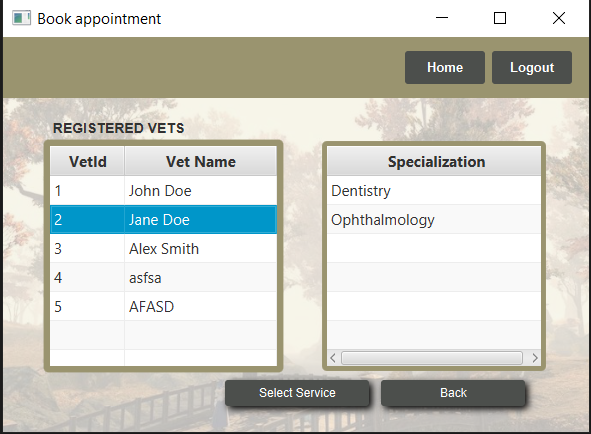 Book appointment
Home Logout
REGISTERED VETS
VetId Vet Name
1 John Doe
2 Jane Doe
3 Alex Smith
4 asfsa
5 AFASD
Specialization
Dentistry
Ophthalmology
Select Service Back